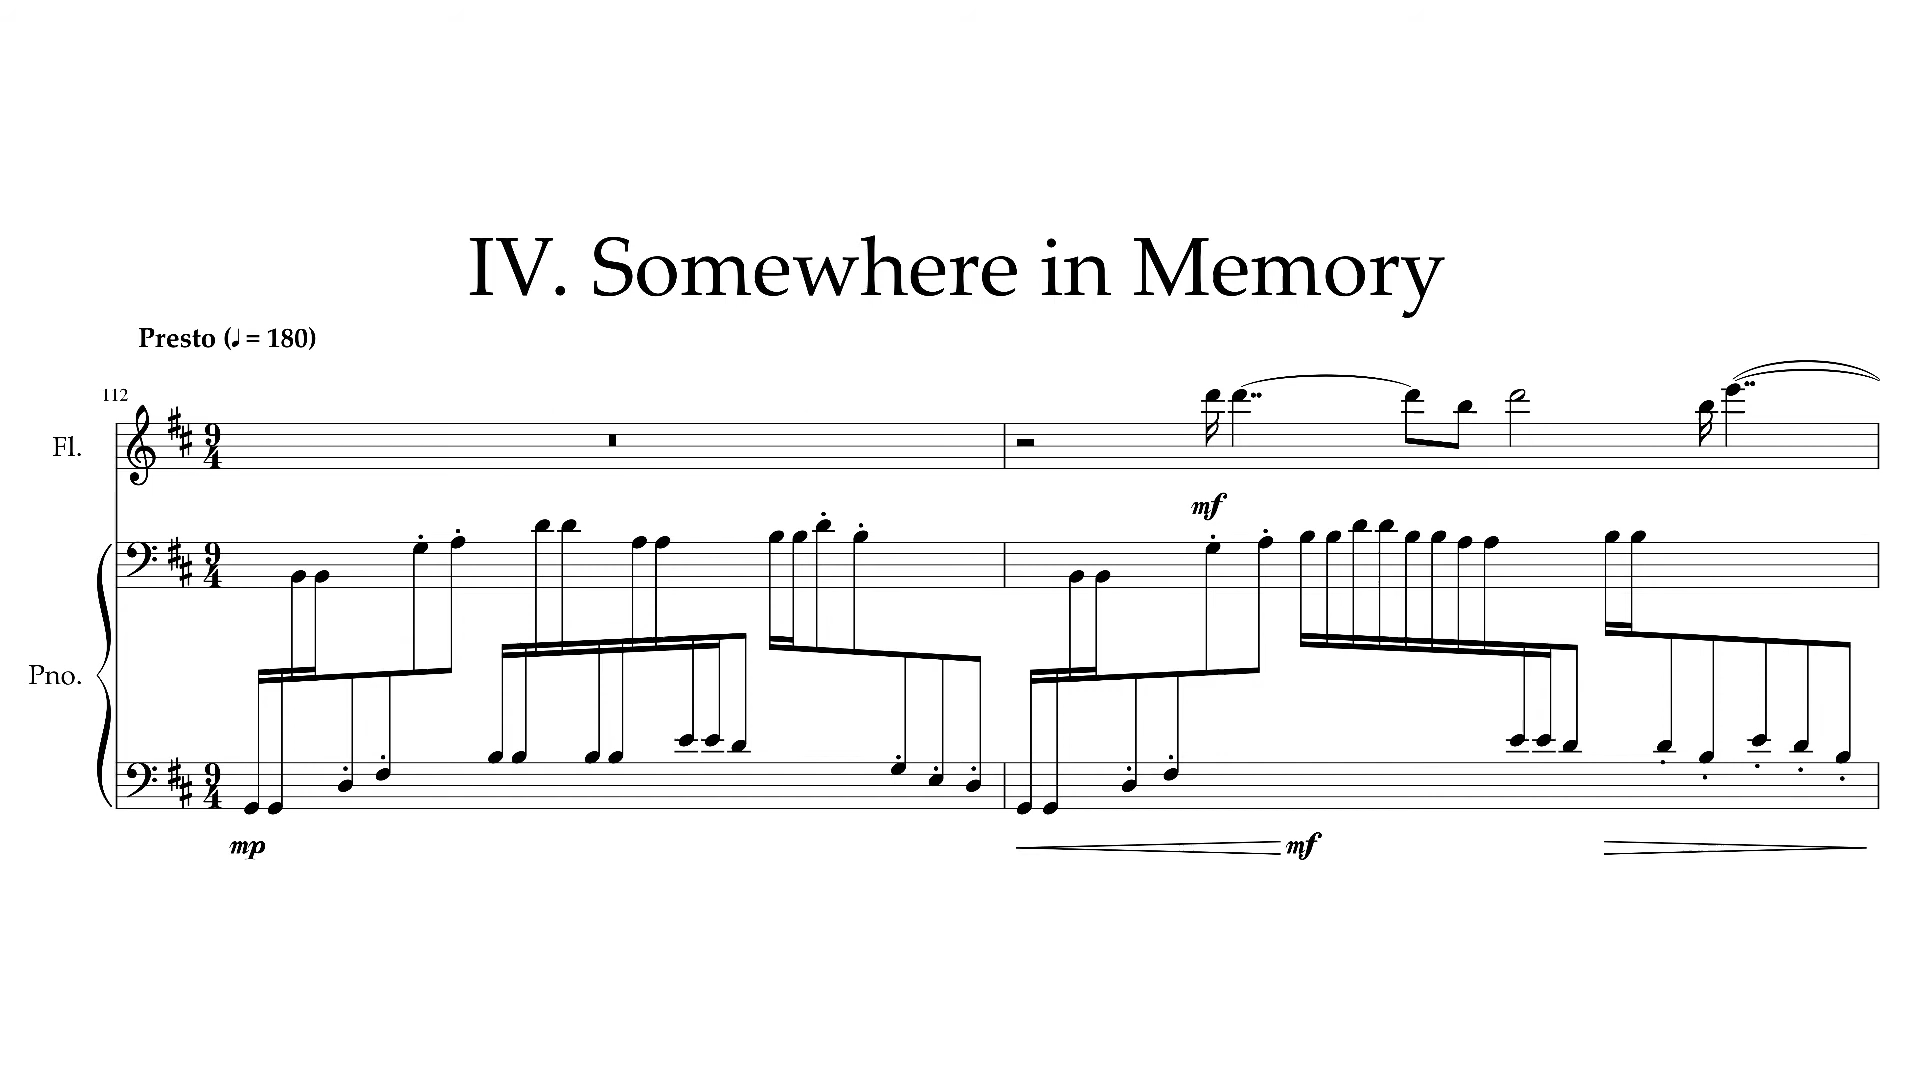 IV. Somewhere in Memory
Presto (♩ = 180)
112
Fl.
9
4
mf
Pno.
9
4
9
4
mp
mf